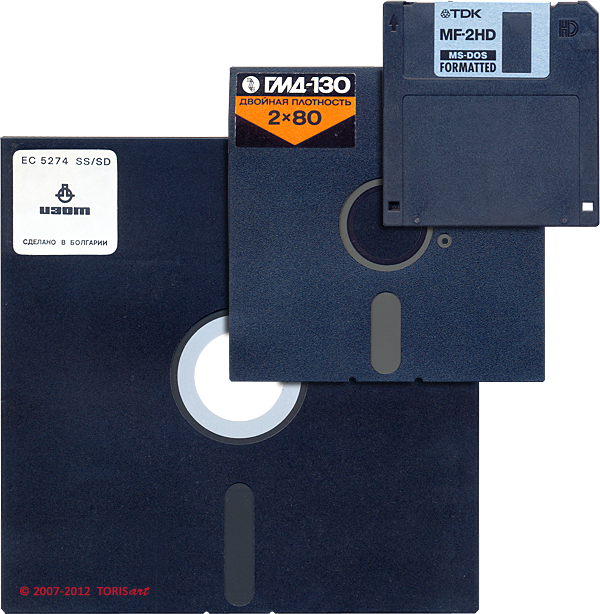 TDK
MF-2HD
MS-DOS
FORMATTED
HD
ГМД-130
ДВОЙНАЯ ПЛОТНОСТЬ
2×80
ЕС 5274 SS/SD
изот
СДЕЛАНО В БОЛГАРИИ
© 2007-2012 TORISart